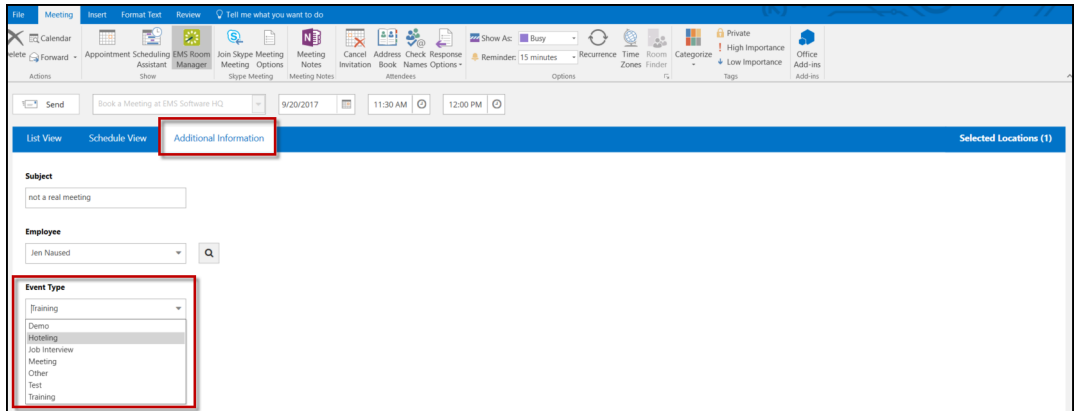 File Meeting Insert Format Text Review Tell me what you want to do
Calendar
elete Forward
Actions
Appointment Scheduling Assistant EMS Room Manager
Show
Join Skype Meeting Meeting Options
Skype Meeting
Meeting Notes
Meeting Notes
Cancel Invitation Address Book Check Names Response Options
Attendees
Show As: Busy
Reminder: 15 minutes
Recurrence Time Zones Room Finder
Options
Categorize
Private
High Importance
Low Importance
Tags
Office Add-ins
Add-ins
Send Book a Meeting at EMS Software HQ 9/20/2017 11:30 AM 12:00 PM
List View Schedule View Additional Information Selected Locations (1)
Subject
not a real meeting
Employee
Jen Naused
Event Type
Training
Demo
Hoteling
Job Interview
Meeting
Other
Test
Training